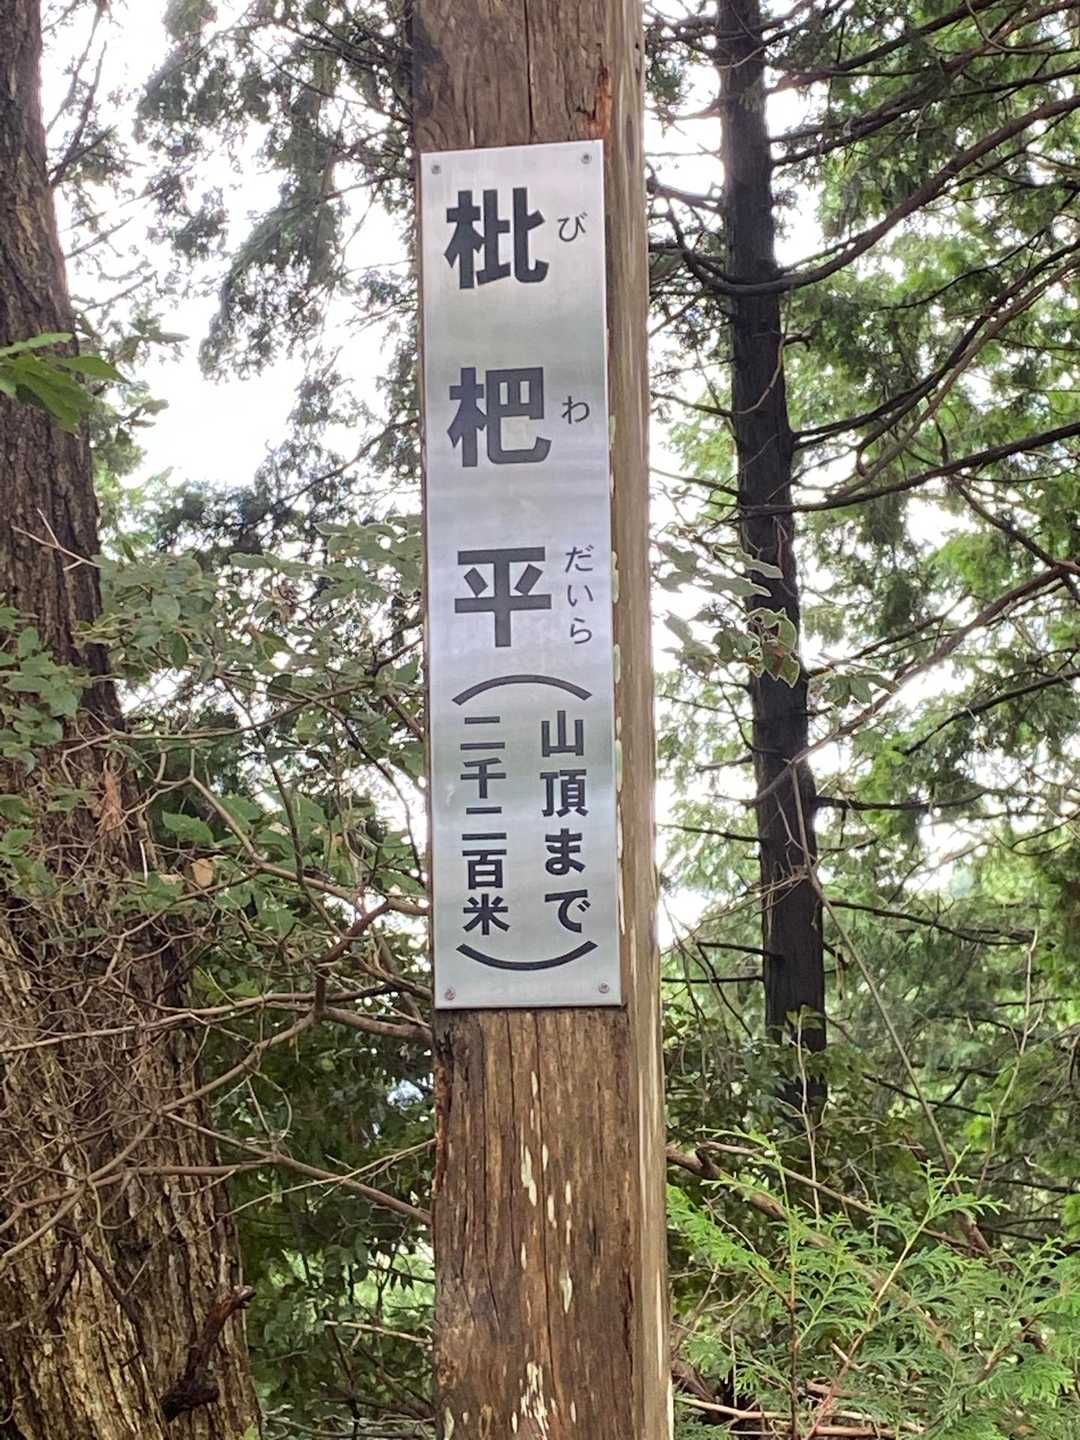 枇杷平
びわだいら
(山頂まで
二千二百米)